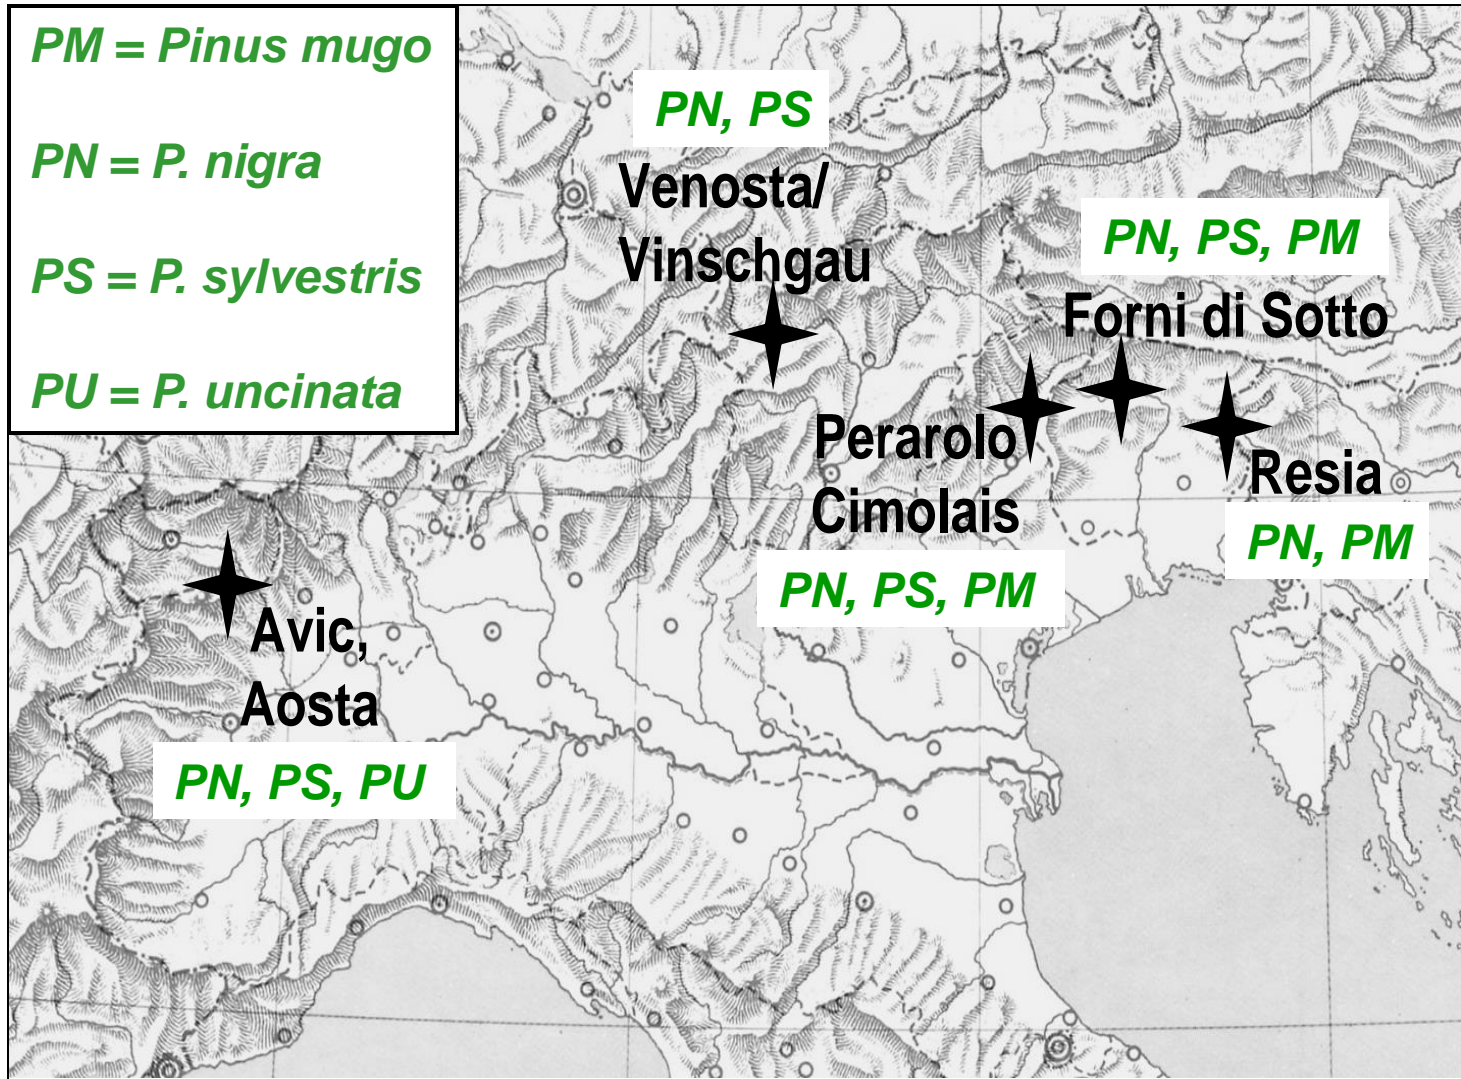 PM = Pinus mugo
PN = P. nigra
PS = P. sylvestris
PU = P. uncinata
PN, PS
Venosta/
Vinschgau
PN, PS, PM
Forni di Sotto
Perarolo
Cimolais
PN, PS, PM
Resia
PN, PM
Avic,
Aosta
PN, PS, PU